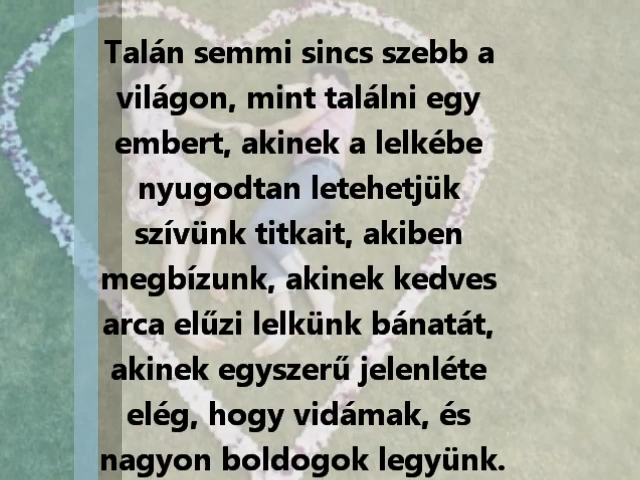 Talán semmi sincs szebb a
világon, mint találni egy
embert, akinek a lelkébe
nyugodtan letehetjük
szívünk titkait, akiben
megbízunk, akinek kedves
arca elűzi lelkünk bánatát,
akinek egyszerű jelenléte
elég, hogy vidámak, és
nagyon boldogok legyünk.